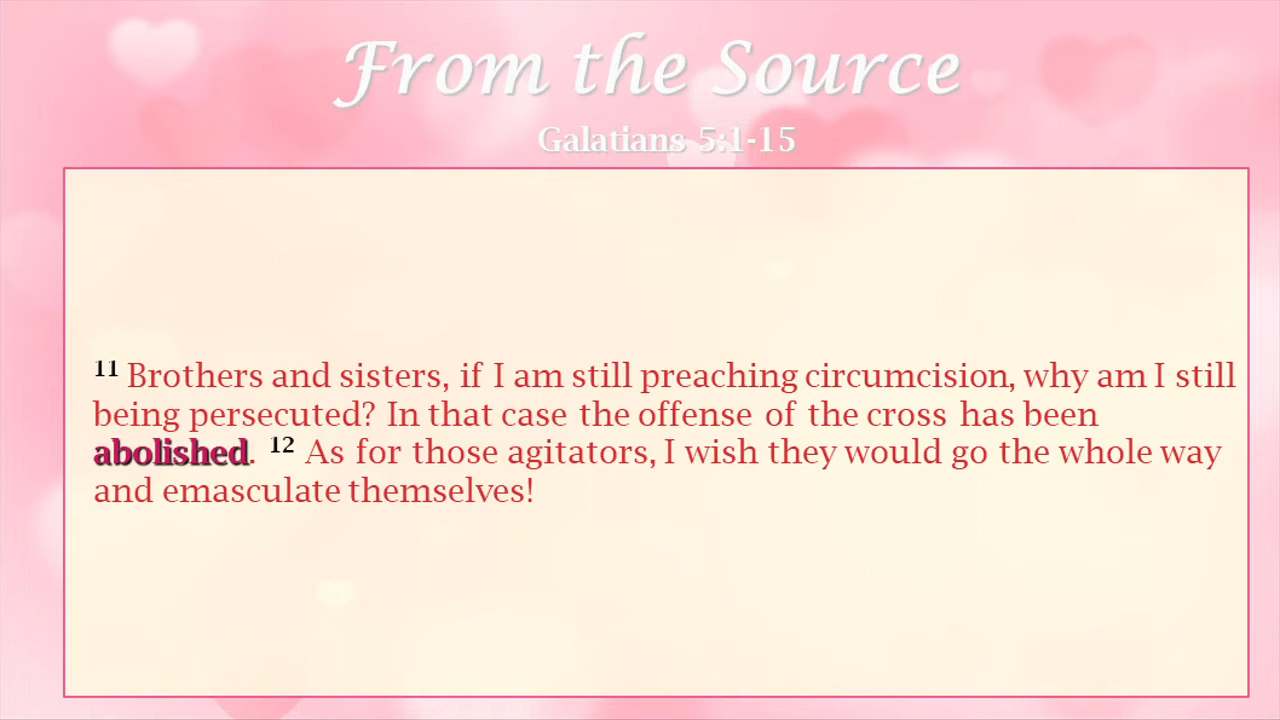 From the Source
Galatians 5:1-15
11 Brothers and sisters, if I am still preaching circumcision, why am I still
being persecuted? In that case the offense of the cross has been
abolished. 12 As for those agitators, I wish they would go the whole way
and emasculate themselves!